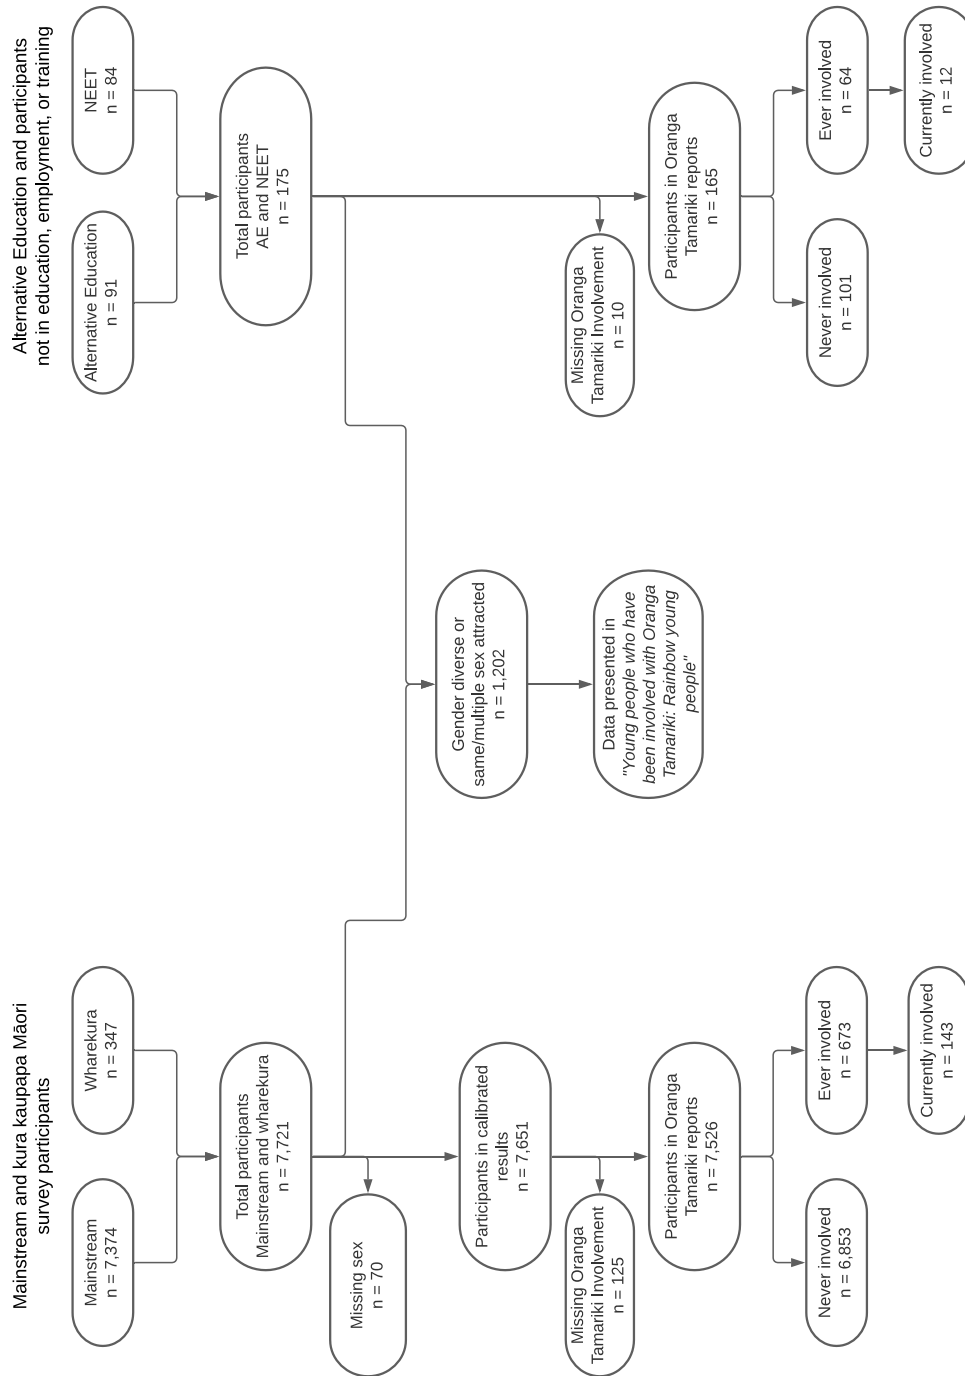 Mainstream and kura kaupapa Māori
survey participants
Mainstream
n = 7,374
Wharekura
n = 347
Total participants
Mainstream and wharekura
n = 7,721
Missing sex
n = 70
Participants in calibrated
results
n = 7,651
Missing Oranga
Tamariki Involvement
n = 125
Participants in Oranga
Tamariki reports
n = 7,526
Never involved
n = 6,853
Ever involved
n = 673
Currently involved
n = 143
Gender diverse or
same/multiple sex attracted
n = 1,202
Data presented in
"Young people who have
been involved with Oranga
Tamariki: Rainbow young
people"
Alternative Education and participants
not in education, employment, or training
Alternative Education
n = 91
NEET
n = 84
Total participants
AE and NEET
n = 175
Missing Oranga
Tamariki Involvement
n = 10
Participants in Oranga
Tamariki reports
n = 165
Never involved
n = 101
Ever involved
n = 64
Currently involved
n = 12